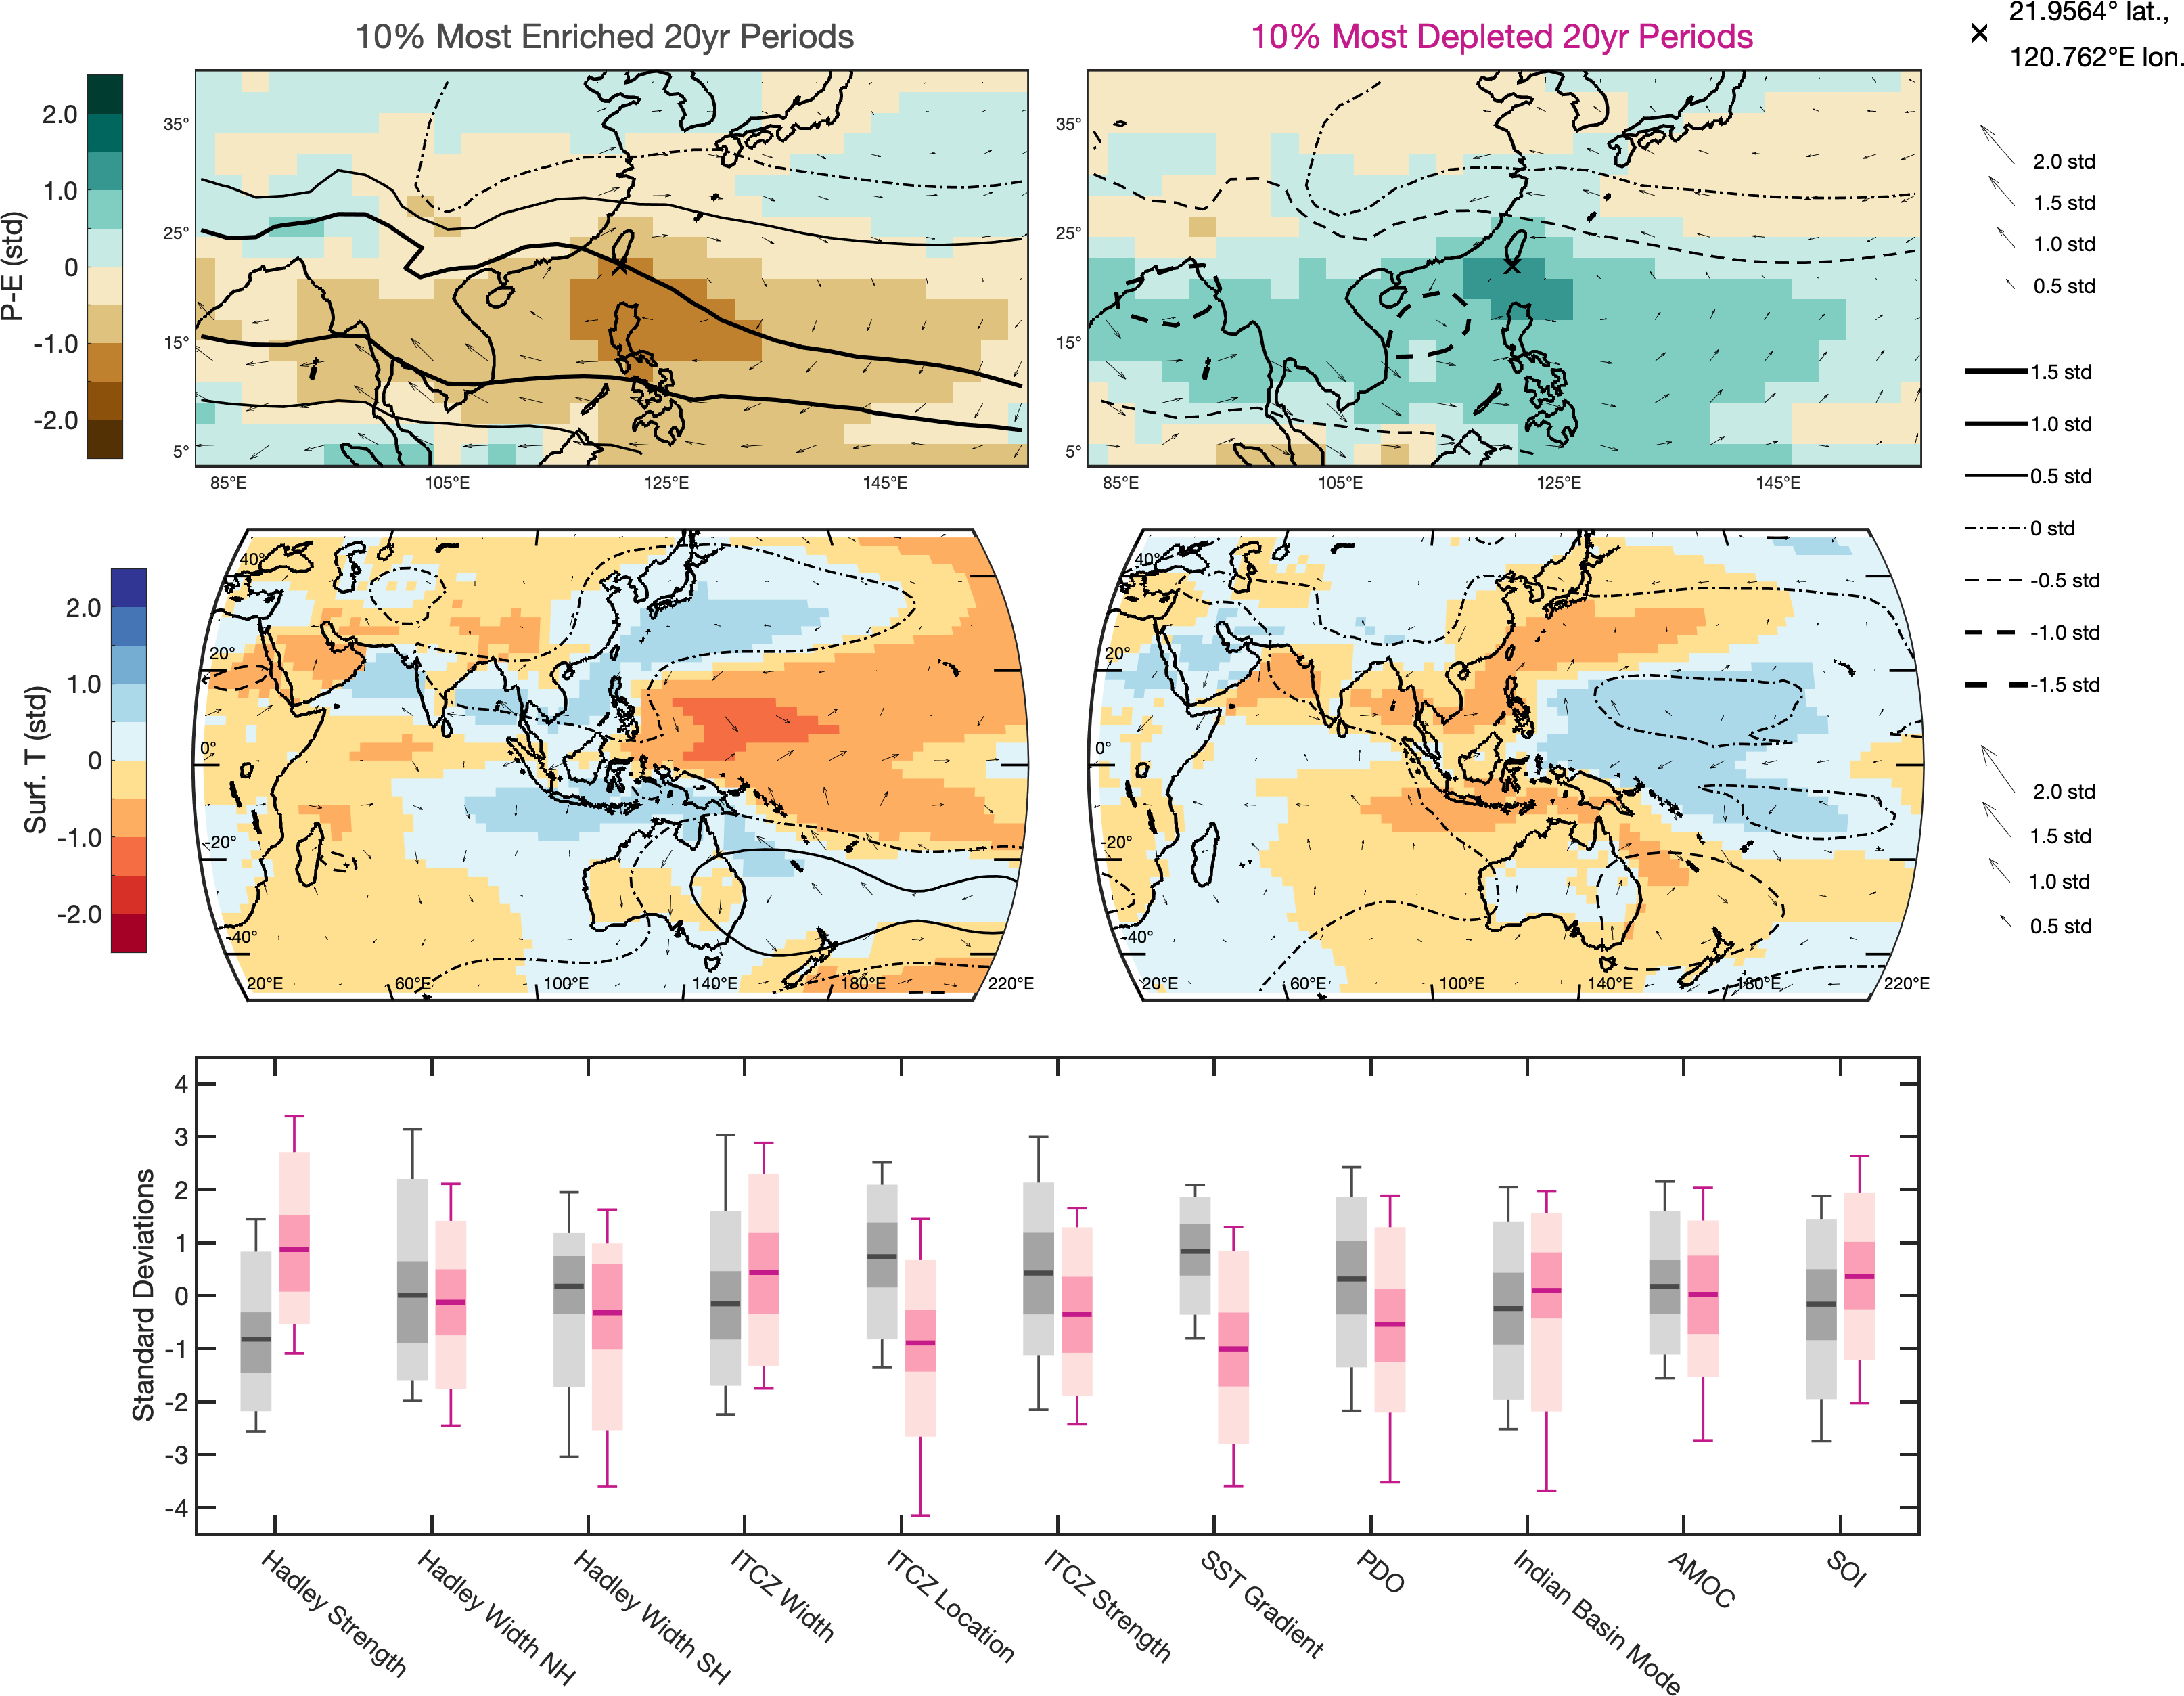 10% Most Enriched 20yr Periods
10% Most Depleted 20yr Periods
21.9564° lat.,
120.762°E lon.
P-E (std)
2.0
1.0
0
-1.0
-2.0
35°
25°
15°
5°
85°E
105°E
125°E
145°E
35°
25°
15°
5°
85°E
105°E
125°E
145°E
2.0 std
1.5 std
1.0 std
0.5 std
1.5 std
1.0 std
0.5 std
0 std
-0.5 std
-1.0 std
-1.5 std
Surf. T (std)
2.0
1.0
0
-1.0
-2.0
40°
20°
0°
-20°
-40°
20°E
60°E
100°E
140°E
180°E
220°E
40°
20°
0°
-20°
-40°
20°E
60°E
100°E
140°E
180°E
220°E
2.0 std
1.5 std
1.0 std
0.5 std
Standard Deviations
4
3
2
1
0
-1
-2
-3
-4
Hadley Strength
Hadley Width NH
Hadley Width SH
ITCZ Width
ITCZ Location
ITCZ Strength
SST Gradient
PDO
Indian Basin Mode
AMOC
SOI